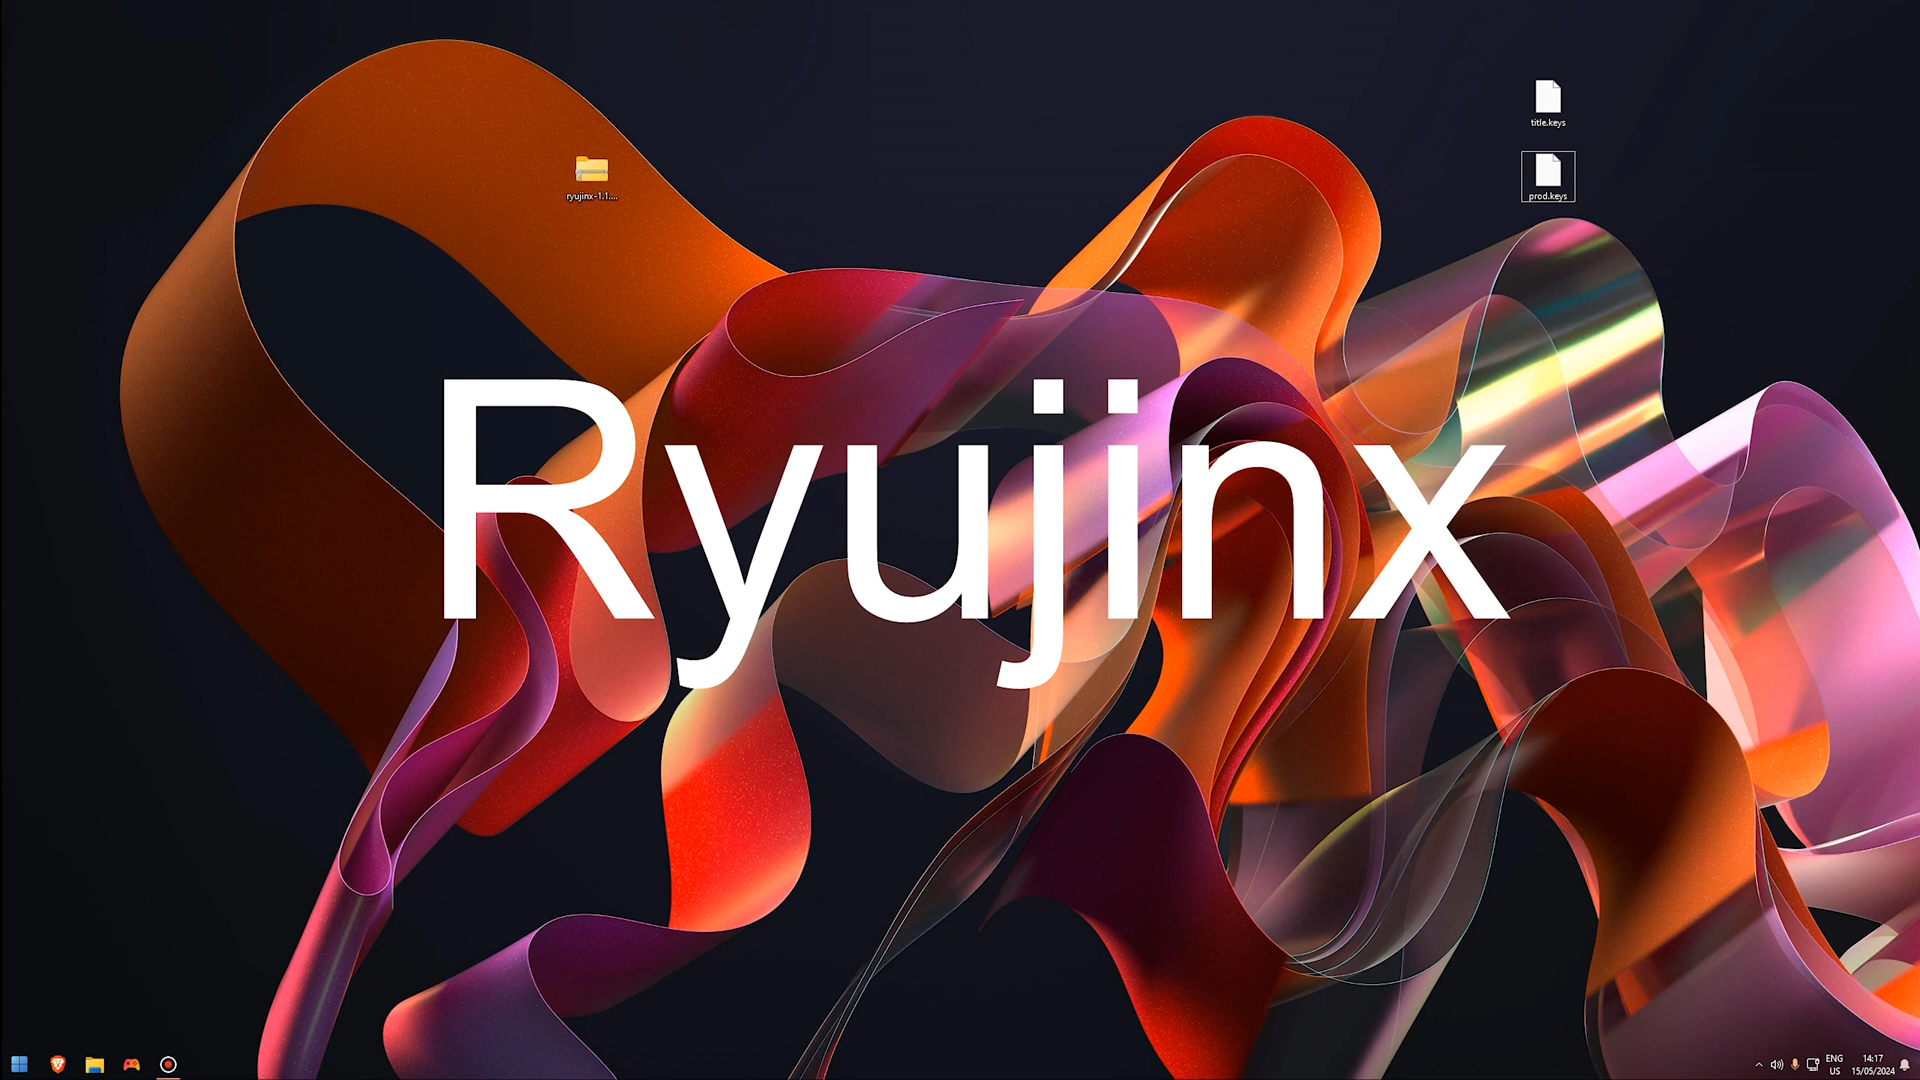 title.keys
ryujinx-1.1....
prod.keys
Ryujinx
ENG
US
14:17
15/05/2024